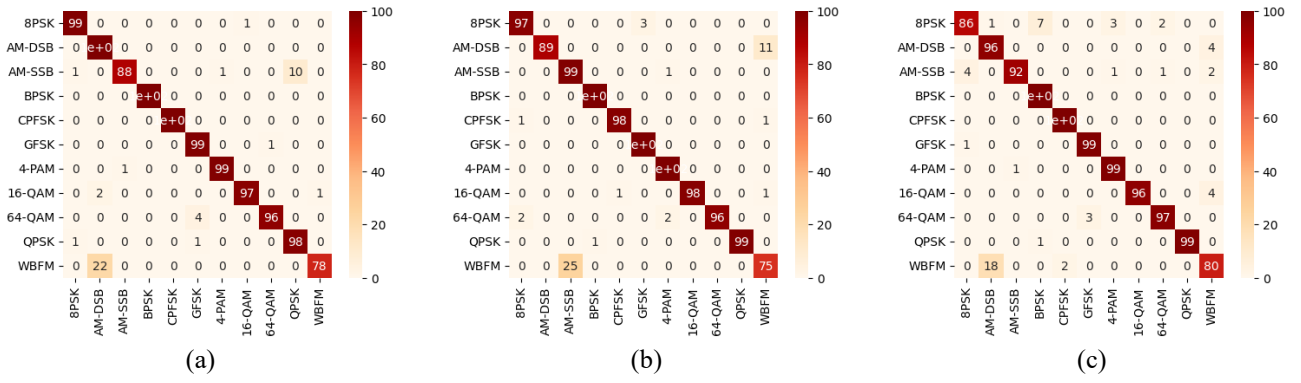 8PSK 99 0 0 0 0 0 0 1 0 0 0
AM-DSB 0 e+0 0 0 0 0 0 0 0 0 0
AM-SSB 1 0 88 0 0 0 1 0 0 10 0
BPSK 0 0 0 e+0 0 0 0 0 0 0 0
CPFSK 0 0 0 0 e+0 0 0 0 0 0 0
GFSK 0 0 0 0 0 99 0 0 1 0 0
4-PAM 0 0 1 0 0 0 99 0 0 0 0
16-QAM 0 2 0 0 0 0 0 97 0 0 1
64-QAM 0 0 0 0 0 4 0 0 96 0 0
QPSK 1 0 0 0 0 1 0 0 0 98 0
WBFM 0 22 0 0 0 0 0 0 0 0 78
8PSK AM-DSB AM-SSB BPSK CPFSK GFSK 4-PAM 16-QAM 64-QAM QPSK WBFM
100
80
60
40
20
0
(a)
8PSK 97 0 0 0 0 3 0 0 0 0 0
AM-DSB 0 89 0 0 0 0 0 0 0 0 11
AM-SSB 0 0 99 0 0 0 1 0 0 0 0
BPSK 0 0 0 e+0 0 0 0 0 0 0 0
CPFSK 1 0 0 0 98 0 0 0 0 0 1
GFSK 0 0 0 0 0 e+0 0 0 0 0 0
4-PAM 0 0 0 0 0 0 e+0 0 0 0 0
16-QAM 0 0 0 0 1 0 0 98 0 0 1
64-QAM 2 0 0 0 0 0 2 0 96 0 0
QPSK 0 0 0 1 0 0 0 0 0 99 0
WBFM 0 0 25 0 0 0 0 0 0 0 75
8PSK AM-DSB AM-SSB BPSK CPFSK GFSK 4-PAM 16-QAM 64-QAM QPSK WBFM
100
80
60
40
20
0
(b)
8PSK 86 1 0 7 0 0 3 0 2 0 0
AM-DSB 0 96 0 0 0 0 0 0 0 0 4
AM-SSB 4 0 92 0 0 0 1 0 1 0 2
BPSK 0 0 0 e+0 0 0 0 0 0 0 0
CPFSK 0 0 0 0 e+0 0 0 0 0 0 0
GFSK 1 0 0 0 0 99 0 0 0 0 0
4-PAM 0 0 1 0 0 0 99 0 0 0 0
16-QAM 0 0 0 0 0 0 0 96 0 0 4
64-QAM 0 0 0 0 0 3 0 0 97 0 0
QPSK 0 0 0 1 0 0 0 0 0 99 0
WBFM 0 18 0 0 2 0 0 0 0 0 80
8PSK AM-DSB AM-SSB BPSK CPFSK GFSK 4-PAM 16-QAM 64-QAM QPSK WBFM
100
80
60
40
20
0
(c)